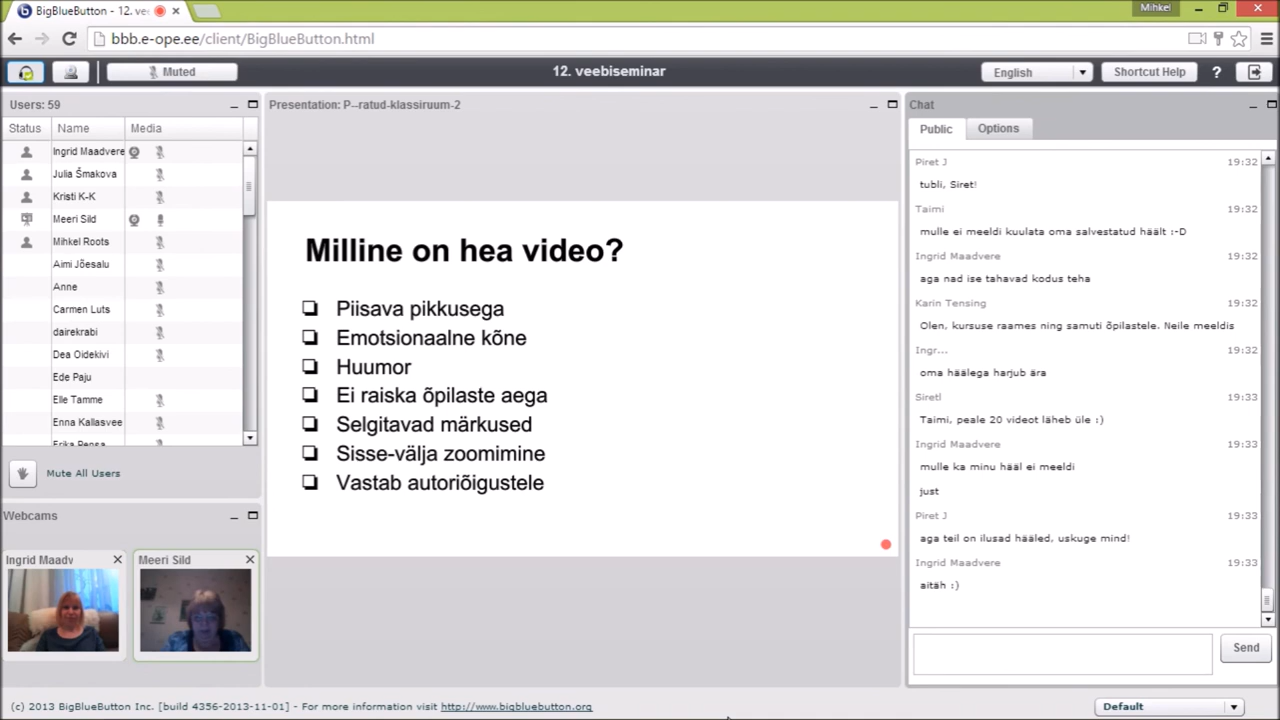 BigBlueButton - 12. vee
Mihkel
bbb.e-ope.ee/client/BigBlueButton.html
Muted
12. veebiseminar
English
Shortcut Help
?
Users: 59
Status Name Media
Ingrid Maadvere
Julia Šmakova
Kristi K-K
Meeri Sild
Mihkel Roots
Aimi Jõesalu
Anne
Carmen Luts
dairekrabi
Dea Oidekivi
Ede Paju
Elle Tamme
Enna Kallasvee
Erika Pensa
Mute All Users
Webcams
Ingrid Maadv
Meeri Sild
Presentation: P--ratud-klassiruum-2
Milline on hea video?
Piisava pikkusega
Emotsionaalne kõne
Huumor
Ei raiska õpilaste aega
Selgitavad märkused
Sisse-välja zoomimine
Vastab autoriõigustele
Chat
Public Options
Piret J 19:32
tubli, Siret!
Taimi 19:32
mulle ei meeldi kuulata oma salvestatud häält :-D
Ingrid Maadvere 19:32
aga nad ise tahavad kodus teha
Karin Tensing 19:32
Olen, kursuse raames ning samuti õpilastele. Neile meeldis
Ingr... 19:32
oma häälega harjub ära
Siretl 19:33
Taimi, peale 20 videot läheb üle :)
Ingrid Maadvere 19:33
mulle ka minu hääl ei meeldi
just
Piret J 19:33
aga teil on ilusad hääled, uskuge mind!
Ingrid Maadvere 19:33
aitäh :)
Send
(c) 2013 BigBlueButton Inc. [build 4356-2013-11-01] - For more information visit http://www.bigbluebutton.org
Default